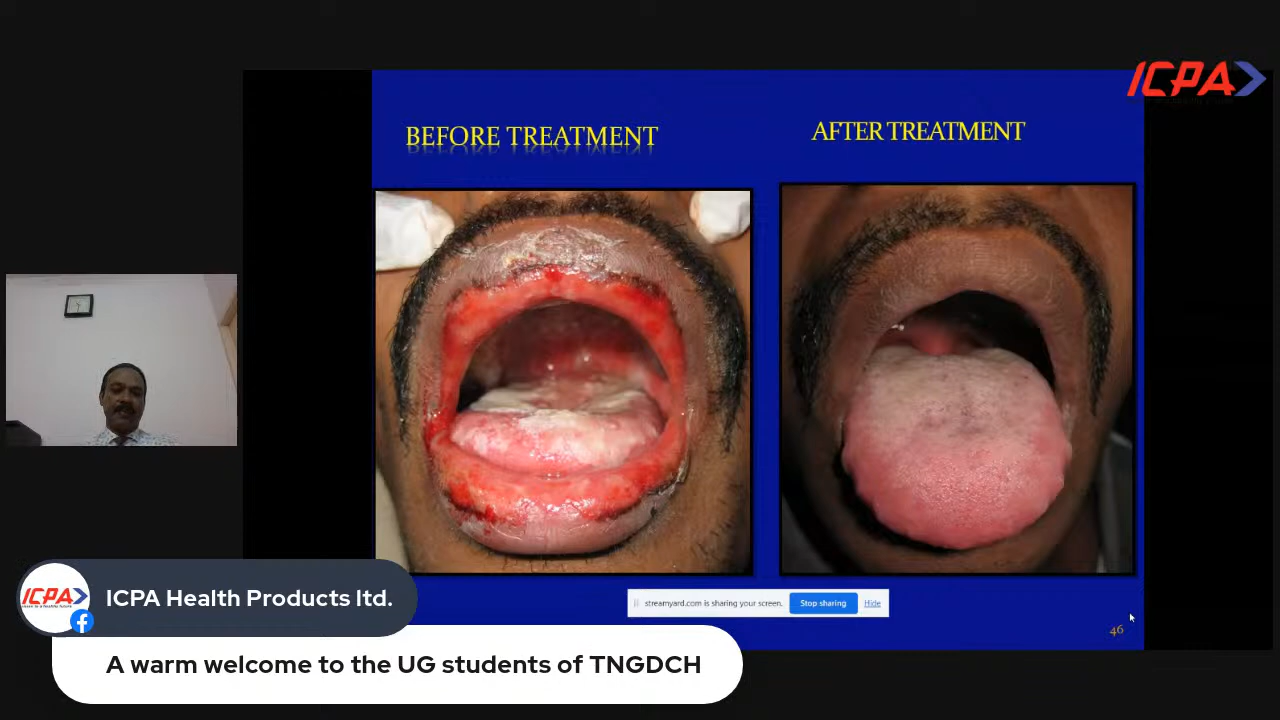 ICPA
BEFORE TREATMENT
AFTER TREATMENT
ICPA
ICPA Health Products ltd.
streamyard.com is sharing your screen.
Stop sharing
Hide
46
A warm welcome to the UG students of TNGDCH